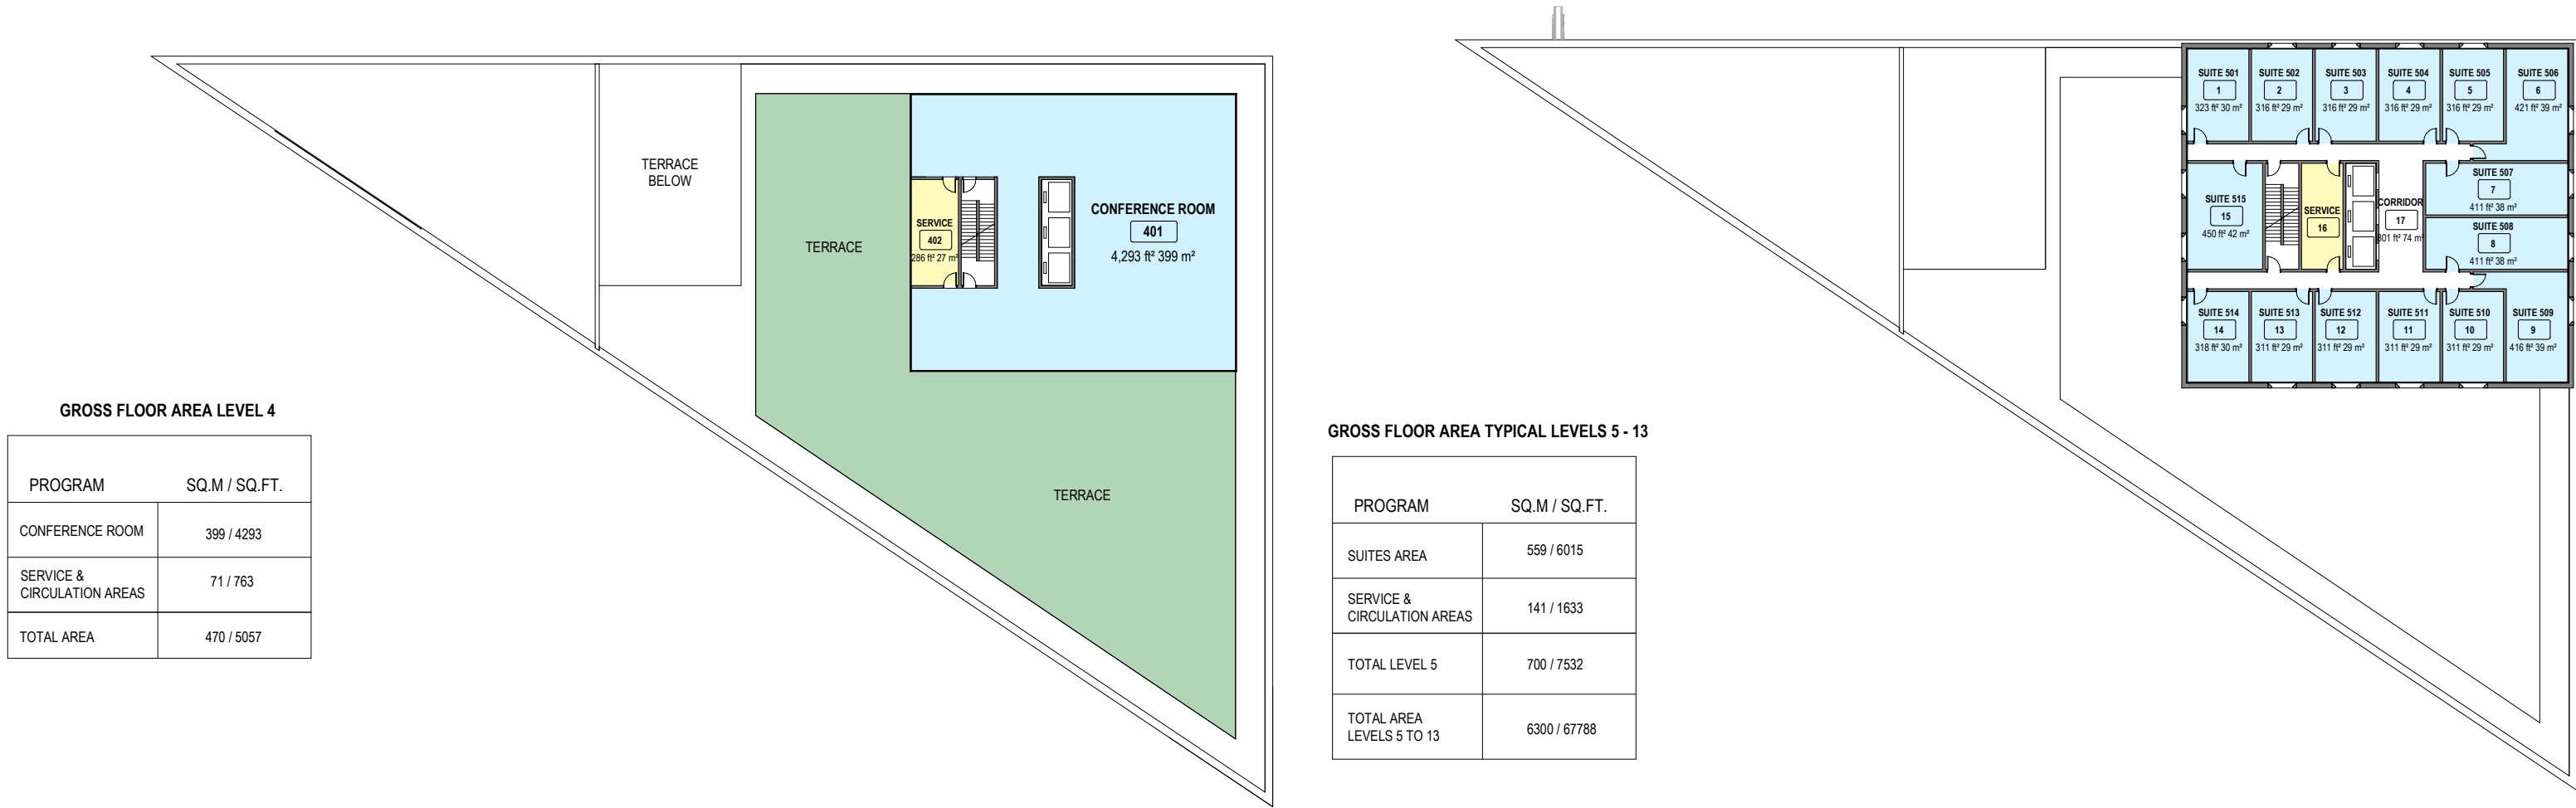 TERRACE
BELOW
TERRACE
SERVICE
402
286 ft² 27 m²
CONFERENCE ROOM
401
4,293 ft² 399 m²
TERRACE
GROSS FLOOR AREA LEVEL 4
PROGRAM SQ.M / SQ.FT.
CONFERENCE ROOM 399 / 4293
SERVICE &
CIRCULATION AREAS 71 / 763
TOTAL AREA 470 / 5057
SUITE 501
1
323 ft² 30 m²
SUITE 502
2
316 ft² 29 m²
SUITE 503
3
316 ft² 29 m²
SUITE 504
4
316 ft² 29 m²
SUITE 505
5
316 ft² 29 m²
SUITE 506
6
421 ft² 39 m²
SUITE 507
7
411 ft² 38 m²
SUITE 515
15
450 ft² 42 m²
SERVICE
16
CORRIDOR
17
801 ft² 74 m²
SUITE 508
8
411 ft² 38 m²
SUITE 514
14
318 ft² 30 m²
SUITE 513
13
311 ft² 29 m²
SUITE 512
12
311 ft² 29 m²
SUITE 511
11
311 ft² 29 m²
SUITE 510
10
311 ft² 29 m²
SUITE 509
9
416 ft² 39 m²
GROSS FLOOR AREA TYPICAL LEVELS 5 - 13
PROGRAM SQ.M / SQ.FT.
SUITES AREA 559 / 6015
SERVICE &
CIRCULATION AREAS 141 / 1633
TOTAL LEVEL 5 700 / 7532
TOTAL AREA
LEVELS 5 TO 13 6300 / 67788